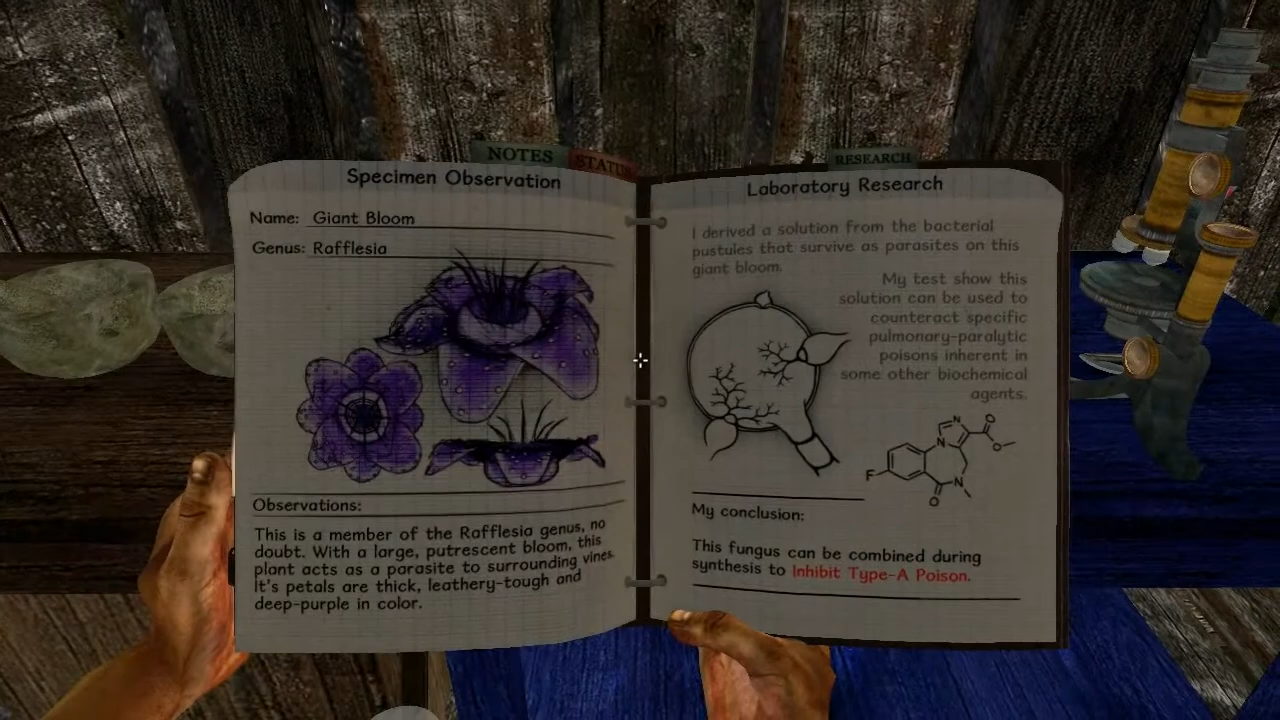 NOTES
STATUS
RESEARCH
Specimen Observation
Name: Giant Bloom
Genus: Rafflesia
Observations:
This is a member of the Rafflesia genus, no
doubt. With a large, putrescent bloom, this
plant acts as a parasite to surrounding vines.
It's petals are thick, leathery-tough and
deep-purple in color.
Laboratory Research
I derived a solution from the bacterial
pustules that survive as parasites on this
giant bloom.
My test show this
solution can be used to
counteract specific
pulmonary-paralytic
poisons inherent in
some other biochemical
agents.
N
N
O
O
F
N
O
My conclusion:
This fungus can be combined during
synthesis to Inhibit Type-A Poison.